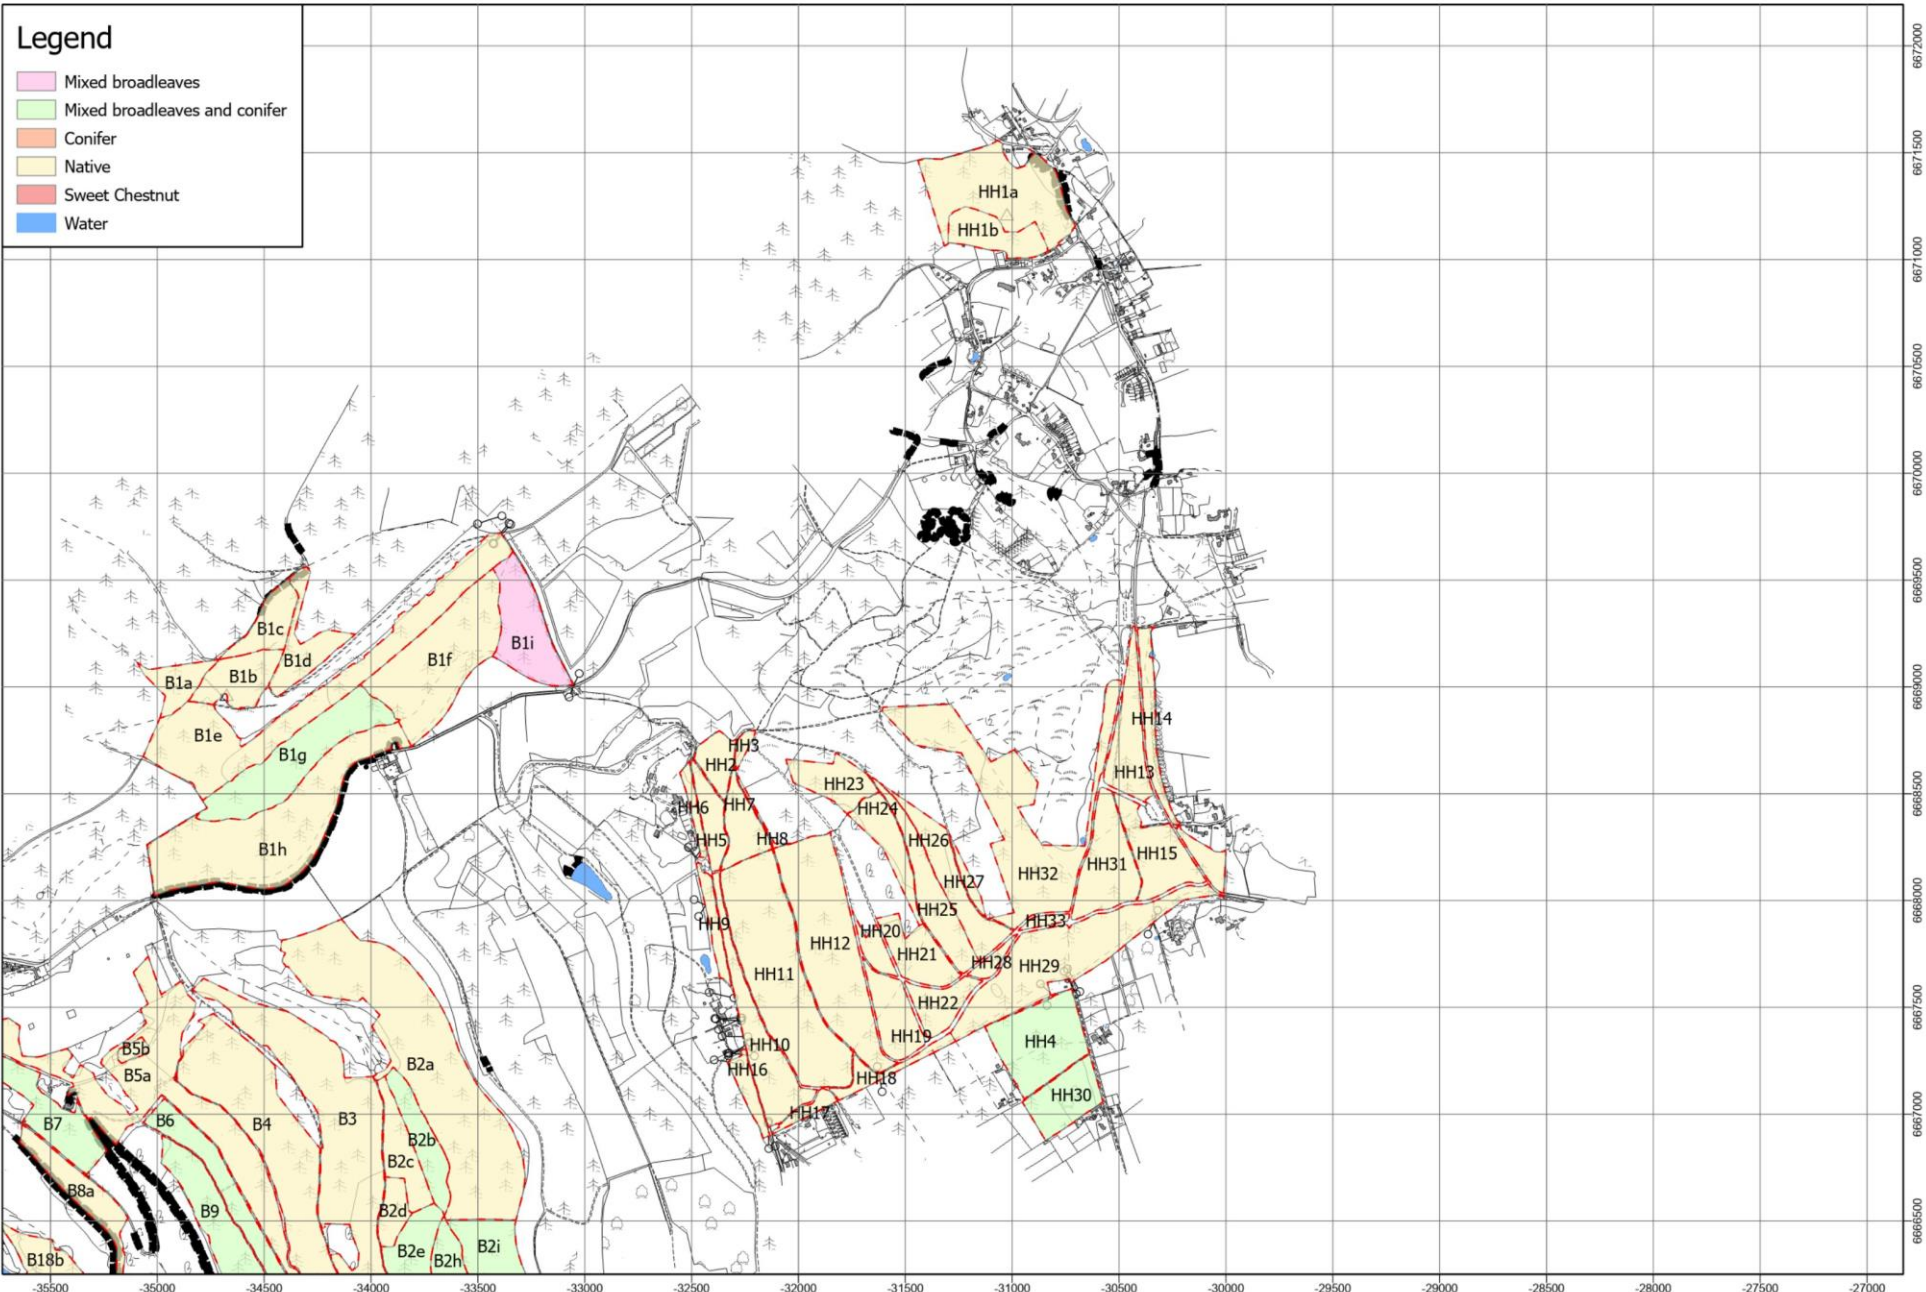 Legend
Mixed broadleaves
Mixed broadleaves and conifer
Conifer
Native
Sweet Chestnut
Water
HH1a
HH1b
B1c
B1d
B1b
B1a
B1e
B1f
B1i
B1g
B1h
HH14
HH3
HH2
HH13
HH23
HH6
HH7
HH24
HH5
HH8
HH26
HH15
HH31
HH32
HH27
HH25
HH33
HH9
HH20
HH12
HH21
HH28
HH29
HH11
HH22
HH19
HH10
HH4
HH16
HH18
HH30
HH17
B5b
B5a
B2a
B7
B6
B4
B3
B2b
B2c
B8a
B9
B2d
B2e
B2h
B2i
B18b
6672000
6671500
6671000
6670500
6670000
6669500
6669000
6668500
6668000
6667500
6667000
6666500
-35500
-35000
-34500
-34000
-33500
-33000
-32500
-32000
-31500
-31000
-30500
-30000
-29500
-29000
-28500
-28000
-27500
-27000